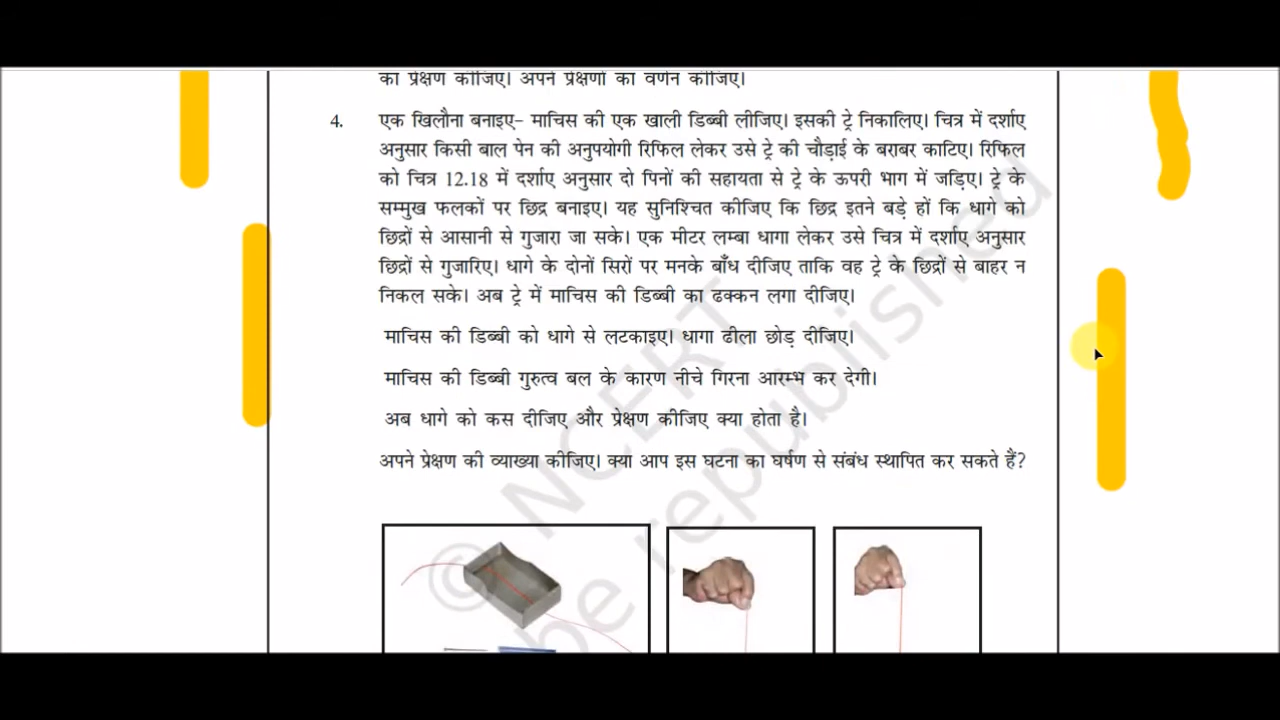 का प्रेक्षण कीजिए। अपने प्रेक्षणों का वर्णन कीजिए।
4. एक खिलौना बनाइए– माचिस की एक खाली डिब्बी लीजिए। इसकी ट्रे निकालिए। चित्र में दर्शाए
अनुसार किसी बाल पेन की अनुपयोगी रिफिल लेकर उसे ट्रे की चौड़ाई के बराबर काटिए। रिफिल
को चित्र 12.18 में दर्शाए अनुसार दो पिनों की सहायता से ट्रे के ऊपरी भाग में जड़िए। ट्रे के
सम्मुख फलकों पर छिद्र बनाइए। यह सुनिश्चित कीजिए कि छिद्र इतने बड़े हों कि धागे को
छिद्रों से आसानी से गुजारा जा सके। एक मीटर लम्बा धागा लेकर उसे चित्र में दर्शाए अनुसार
छिद्रों से गुजारिए। धागे के दोनों सिरों पर मनके बाँध दीजिए ताकि वह ट्रे के छिद्रों से बाहर न
निकल सके। अब ट्रे में माचिस की डिब्बी का ढक्कन लगा दीजिए।
माचिस की डिब्बी को धागे से लटकाइए। धागा ढीला छोड़ दीजिए।
माचिस की डिब्बी गुरुत्व बल के कारण नीचे गिरना आरम्भ कर देगी।
अब धागे को कस दीजिए और प्रेक्षण कीजिए क्या होता है।
अपने प्रेक्षण की व्याख्या कीजिए। क्या आप इस घटना का घर्षण से संबंध स्थापित कर सकते हैं?
© NCERT
be republished